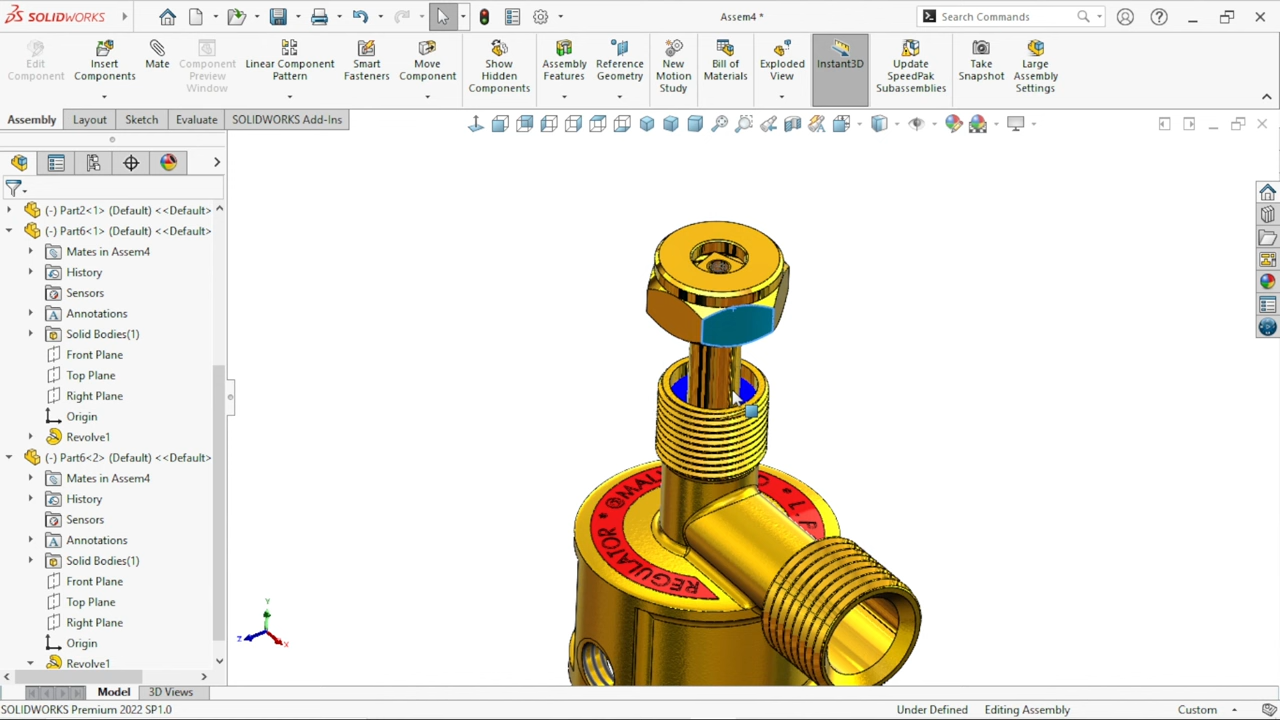 SOLIDWORKS
Assem4 *
Search Commands
Edit Component
Insert Components
Mate
Component Preview Window
Linear Component Pattern
Smart Fasteners
Move Component
Show Hidden Components
Assembly Features
Reference Geometry
New Motion Study
Bill of Materials
Exploded View
Instant3D
Update SpeedPak Subassemblies
Take Snapshot
Large Assembly Settings
Assembly
Layout
Sketch
Evaluate
SOLIDWORKS Add-Ins
(-) Part2<1> (Default) <<Default>
(-) Part6<1> (Default) <<Default>
Mates in Assem4
History
Sensors
Annotations
Solid Bodies(1)
Front Plane
Top Plane
Right Plane
Origin
Revolve1
(-) Part6<2> (Default) <<Default>
Mates in Assem4
History
Sensors
Annotations
Solid Bodies(1)
Front Plane
Top Plane
Right Plane
Origin
Revolve1
REGULATOR
Y
Z
X
Model
3D Views
SOLIDWORKS Premium 2022 SP1.0
Under Defined
Editing Assembly
Custom